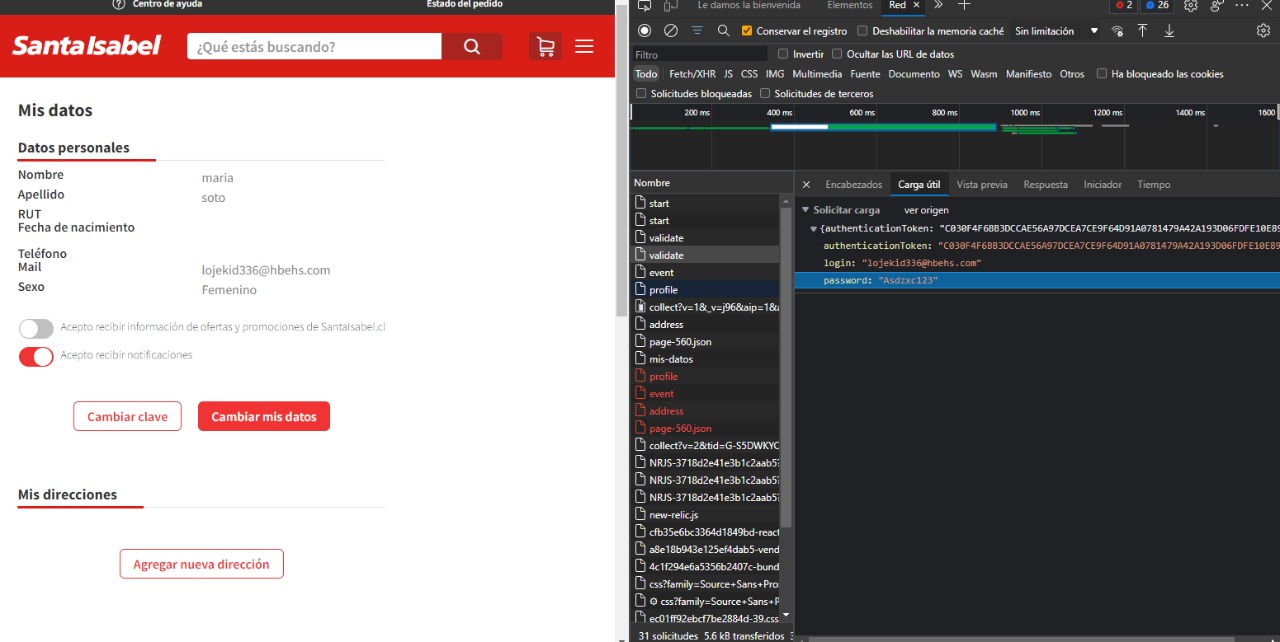 Centro de ayuda
Estado del pedido
SantaIsabel
¿Qué estás buscando?
Mis datos
Datos personales
Nombre maria
Apellido soto
RUT
Fecha de nacimiento
Teléfono
Mail lojekid336@hbehs.com
Sexo Femenino
Acepto recibir información de ofertas y promociones de SantaIsabel.cl
Acepto recibir notificaciones
Cambiar clave
Cambiar mis datos
Mis direcciones
Agregar nueva dirección
Le damos la bienvenida Elementos Red 2 26
Conservar el registro Deshabilitar la memoria caché Sin limitación
Filtro Invertir Ocultar las URL de datos
Todo Fetch/XHR JS CSS IMG Multimedia Fuente Documento WS Wasm Manifiesto Otros Ha bloqueado las cookies
Solicitudes bloqueadas Solicitudes de terceros
200 ms 400 ms 600 ms 800 ms 1000 ms 1200 ms 1400 ms 1600
Nombre
start
start
validate
validate
event
profile
collect?v=1&_v=j96&aip=1&a
address
page-560.json
mis-datos
profile
event
address
page-560.json
collect?v=2&tid=G-S5DWKYC
NRJS-3718d2e41e3b1c2aab5
NRJS-3718d2e41e3b1c2aab5
NRJS-3718d2e41e3b1c2aab5
new-relic.js
cfb35e6bc3364d1849bd-react
a8e18b943e125ef4dab5-vend
4c1f294e6a5356b2407c-bund
css?family=Source+Sans+Pro
css?family=Source+Sans+P
ec01ff92ebcf7be2884d-39.css
31 solicitudes 5.6 kB transferidos
Encabezados Carga útil Vista previa Respuesta Iniciador Tiempo
Solicitar carga ver origen
{authenticationToken: "C030F4F6BB3DCCAE56A97DCEA7CE9F64D91A0781479A42A193D06FDFE10E89
authenticationToken: "C030F4F6BB3DCCAE56A97DCEA7CE9F64D91A0781479A42A193D06FDFE10E89
login: "lojekid336@hbehs.com"
password: "Asdzxc123"